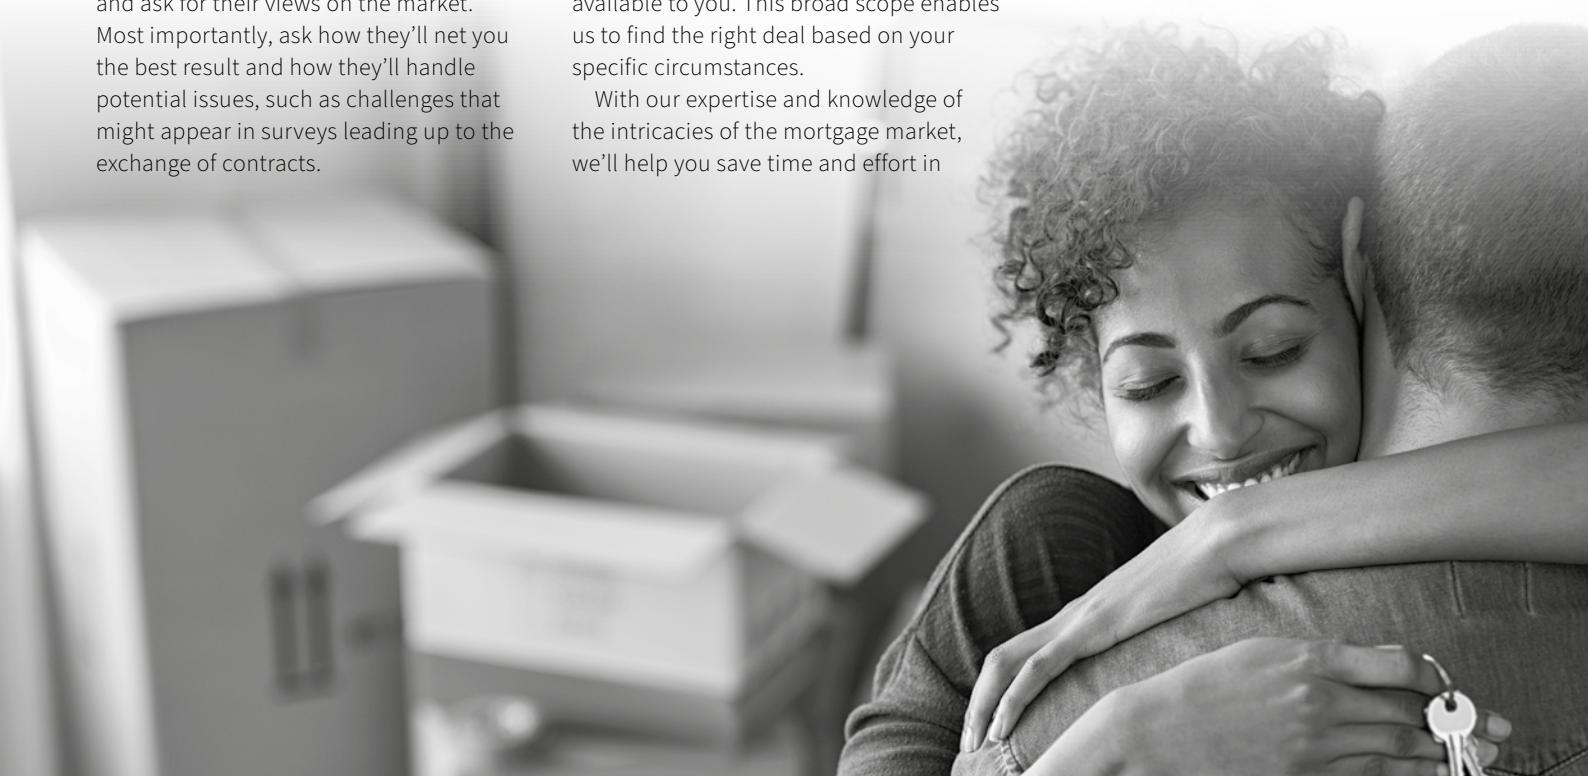 and ask for their views on the market.
Most importantly, ask how they’ll net you
the best result and how they’ll handle
potential issues, such as challenges that
might appear in surveys leading up to the
exchange of contracts.
available to you. This broad scope enables
us to find the right deal based on your
specific circumstances.
With our expertise and knowledge of
the intricacies of the mortgage market,
we’ll help you save time and effort in